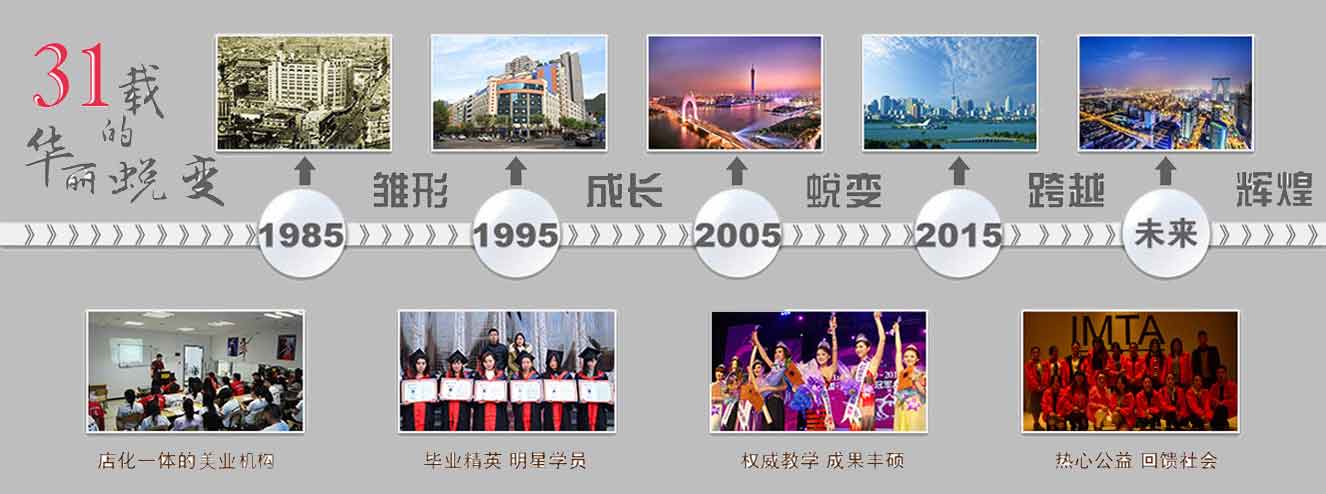 31载
的
华丽蜕变
雏形
成长
蜕变
跨越
辉煌
1985
1995
2005
2015
未来
IMTA
店化一体的美业机构
毕业精英 明星学员
权威教学 成果丰硕
热心公益 回馈社会